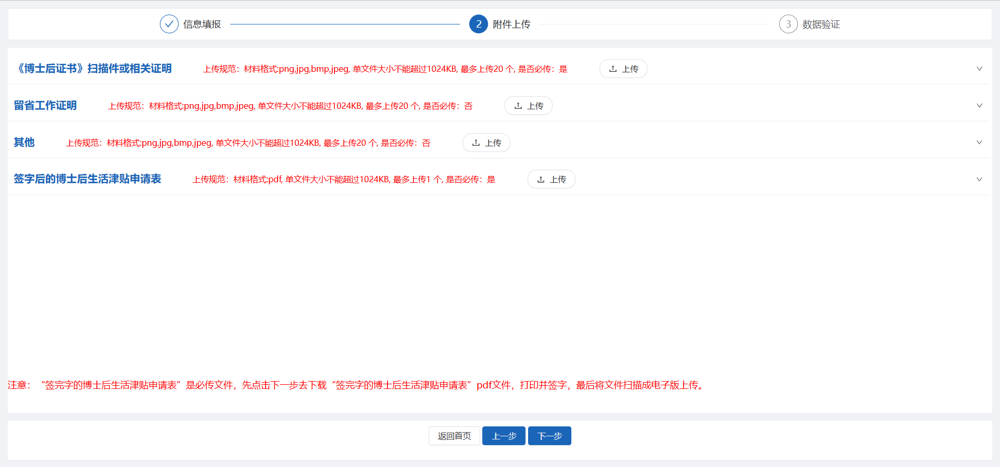 信息填报
2 附件上传
3 数据验证
《博士后证书》扫描件或相关证明 上传规范：材料格式:png,jpg,bmp,jpeg, 单文件大小不能超过1024KB, 最多上传20 个, 是否必传：是 上传
留省工作证明 上传规范：材料格式:png,jpg,bmp,jpeg, 单文件大小不能超过1024KB, 最多上传20 个, 是否必传：否 上传
其他 上传规范：材料格式:png,jpg,bmp,jpeg, 单文件大小不能超过1024KB, 最多上传20 个, 是否必传：否 上传
签字后的博士后生活津贴申请表 上传规范：材料格式:pdf, 单文件大小不能超过1024KB, 最多上传1 个, 是否必传：是 上传
注意：“签完字的博士后生活津贴申请表”是必传文件，先点击下一步去下载“签完字的博士后生活津贴申请表”pdf文件，打印并签字，最后将文件扫描成电子版上传。
返回首页 上一步 下一步